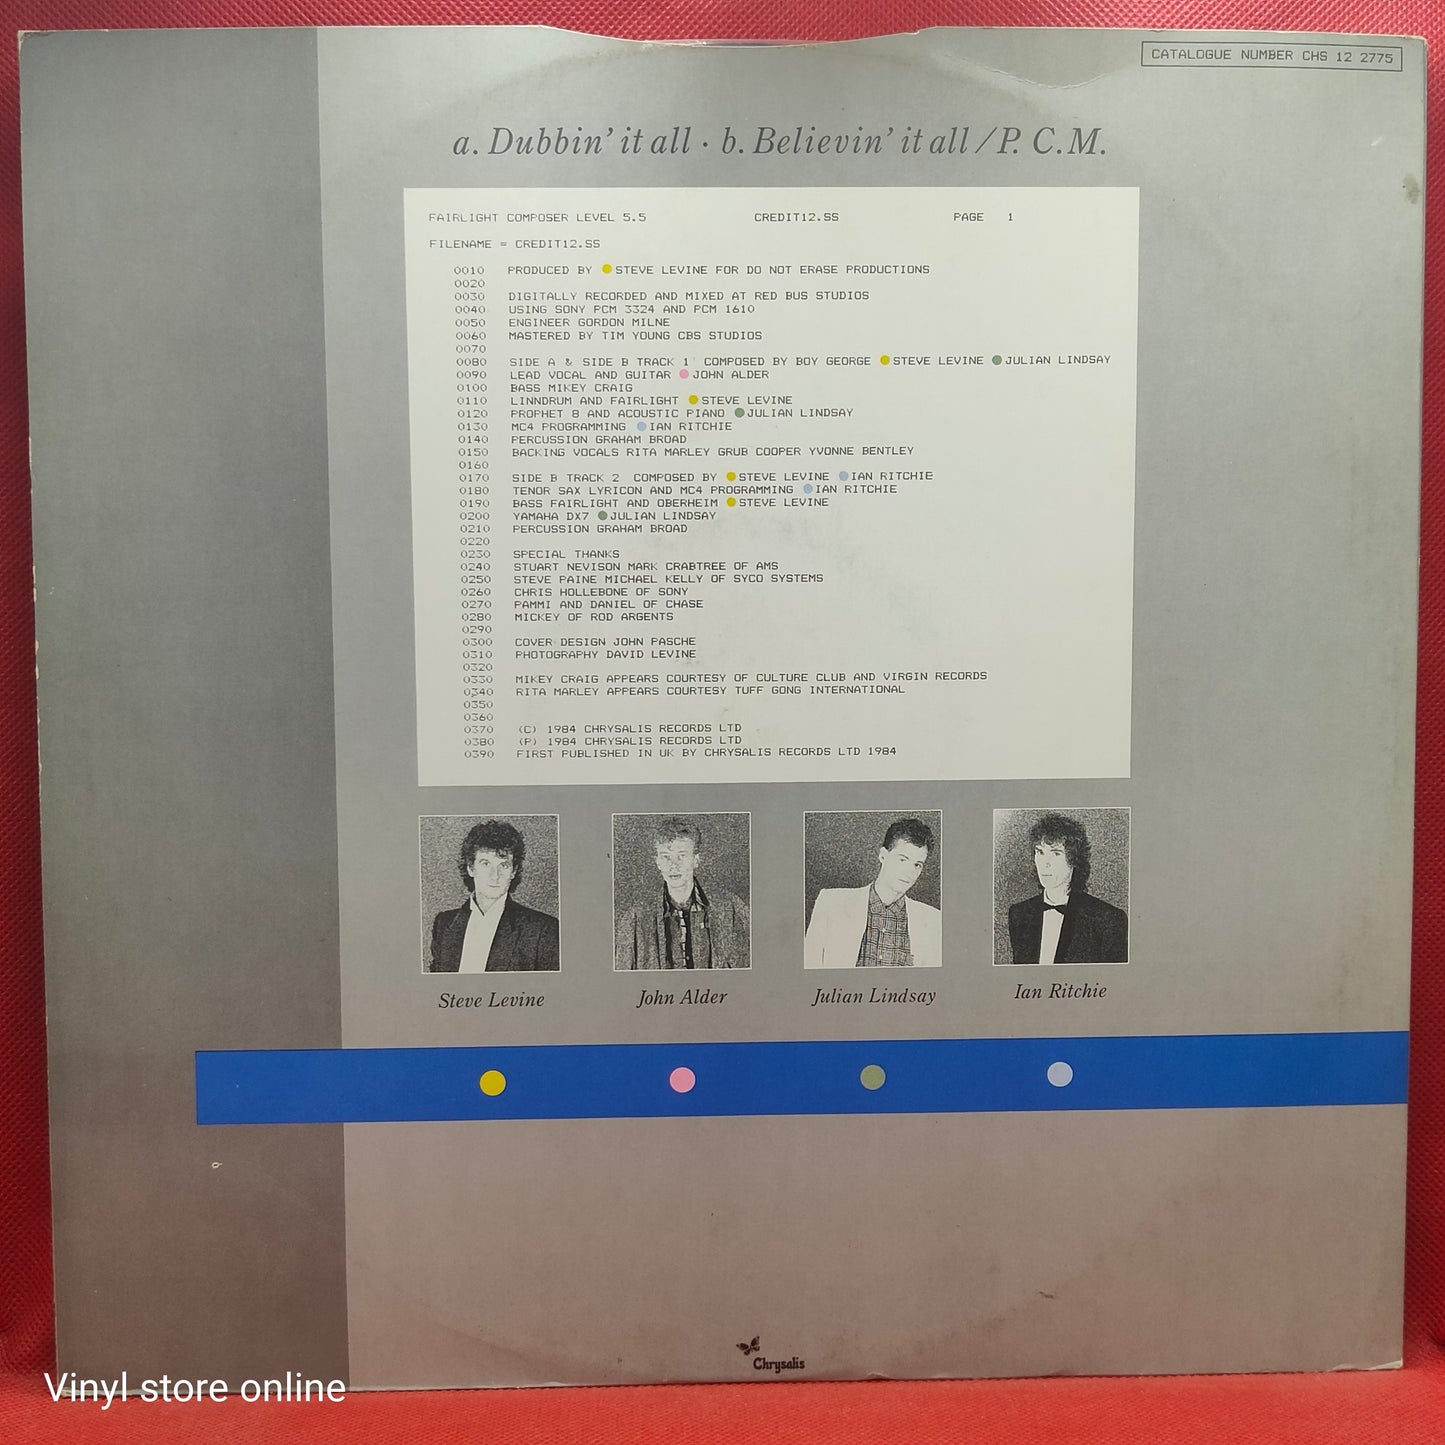 CATALOGUE NUMBER CHS 12 2775
a. Dubbin' it all · b. Believin' it all / P. C.M.
FAIRLIGHT COMPOSER LEVEL 5.5 CREDIT12.SS PAGE 1
FILENAME = CREDIT12.SS
0010 PRODUCED BY STEVE LEVINE FOR DO NOT ERASE PRODUCTIONS
0020
0030 DIGITALLY RECORDED AND MIXED AT RED BUS STUDIOS
0040 USING SONY PCM 3324 AND PCM 1610
0050 ENGINEER GORDON MILNE
0060 MASTERED BY TIM YOUNG CBS STUDIOS
0070
0080 SIDE A & SIDE B TRACK 1 COMPOSED BY BOY GEORGE STEVE LEVINE JULIAN LINDSAY
0090 LEAD VOCAL AND GUITAR JOHN ALDER
0100 BASS MIKEY CRAIG
0110 LINNDRUM AND FAIRLIGHT STEVE LEVINE
0120 PROPHET 8 AND ACOUSTIC PIANO JULIAN LINDSAY
0130 MC4 PROGRAMMING IAN RITCHIE
0140 PERCUSSION GRAHAM BROAD
0150 BACKING VOCALS RITA MARLEY GRUB COOPER YVONNE BENTLEY
0160
0170 SIDE B TRACK 2 COMPOSED BY STEVE LEVINE IAN RITCHIE
0180 TENOR SAX LYRICON AND MC4 PROGRAMMING IAN RITCHIE
0190 BASS FAIRLIGHT AND OBERHEIM STEVE LEVINE
0200 YAMAHA DX7 JULIAN LINDSAY
0210 PERCUSSION GRAHAM BROAD
0220
0230 SPECIAL THANKS
0240 STUART NEVISON MARK CRABTREE OF AMS
0250 STEVE PAINE MICHAEL KELLY OF SYCO SYSTEMS
0260 CHRIS HOLLEBONE OF SONY
0270 PAMMI AND DANIEL OF CHASE
0280 MICKEY OF ROD ARGENTS
0290
0300 COVER DESIGN JOHN PASCHE
0310 PHOTOGRAPHY DAVID LEVINE
0320
0330 MIKEY CRAIG APPEARS COURTESY OF CULTURE CLUB AND VIRGIN RECORDS
0340 RITA MARLEY APPEARS COURTESY TUFF GONG INTERNATIONAL
0350
0360
0370 (C) 1984 CHRYSALIS RECORDS LTD
0380 (P) 1984 CHRYSALIS RECORDS LTD
0390 FIRST PUBLISHED IN UK BY CHRYSALIS RECORDS LTD 1984
Steve Levine John Alder Julian Lindsay Ian Ritchie
Chrysalis
Vinyl store online